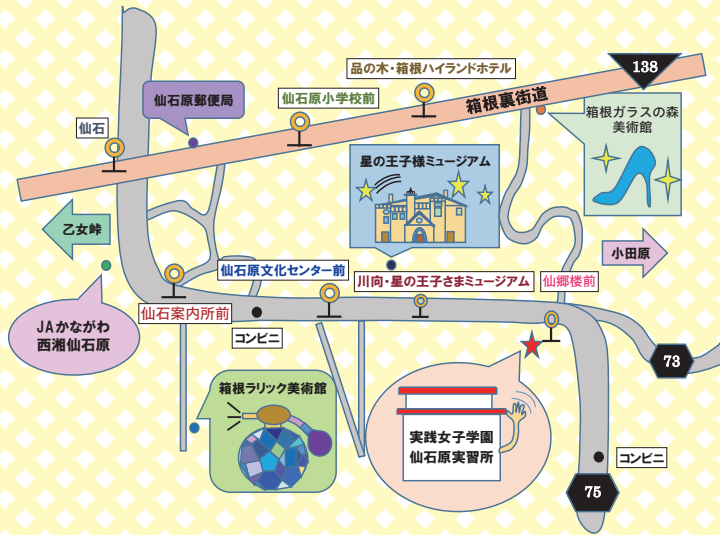 138
品の木・箱根ハイランドホテル
箱根裏街道
仙石原郵便局
仙石原小学校前
仙石
箱根ガラスの森
美術館
星の王子様ミュージアム
乙女峠
小田原
仙石原文化センター前
川向・星の王子さまミュージアム
仙郷楼前
仙石案内所前
JAかながわ
西湘仙石原
コンビニ
73
箱根ラリック美術館
実践女子学園
仙石原実習所
コンビニ
75